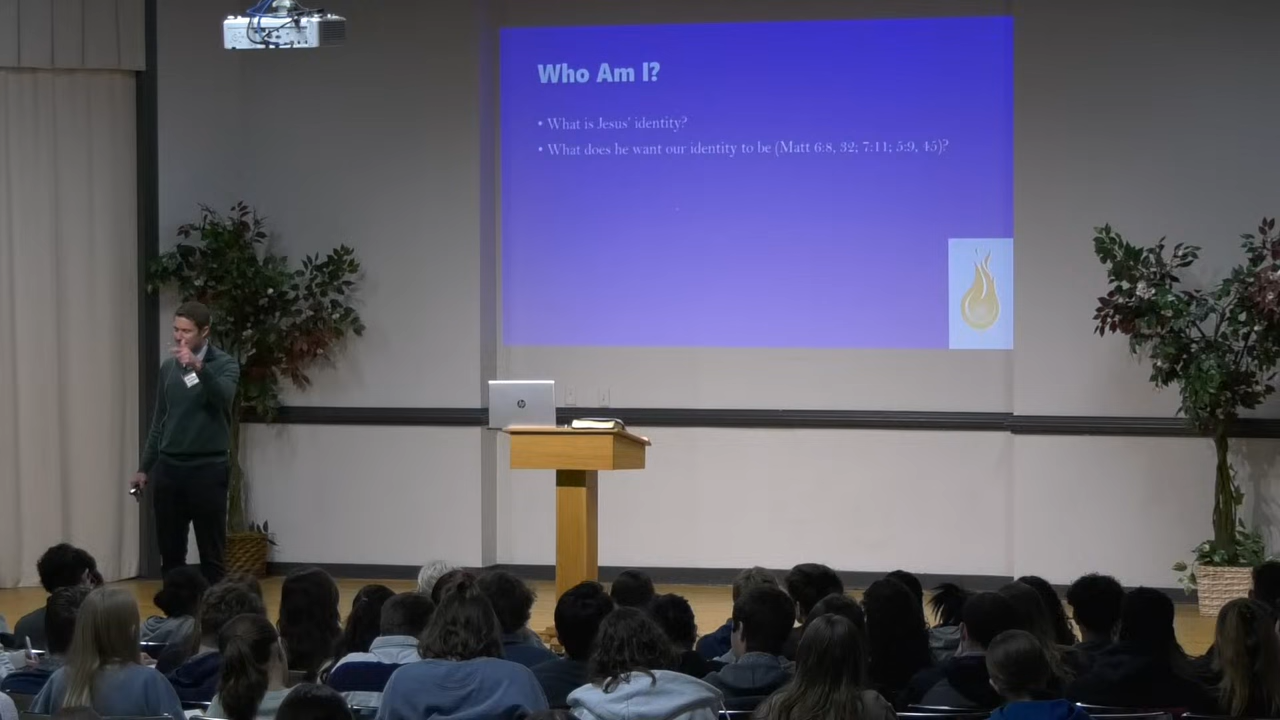 Who Am I?
• What is Jesus' identity?
• What does he want our identity to be (Matt 6:8, 32; 7:11; 5:9, 45)?
hp